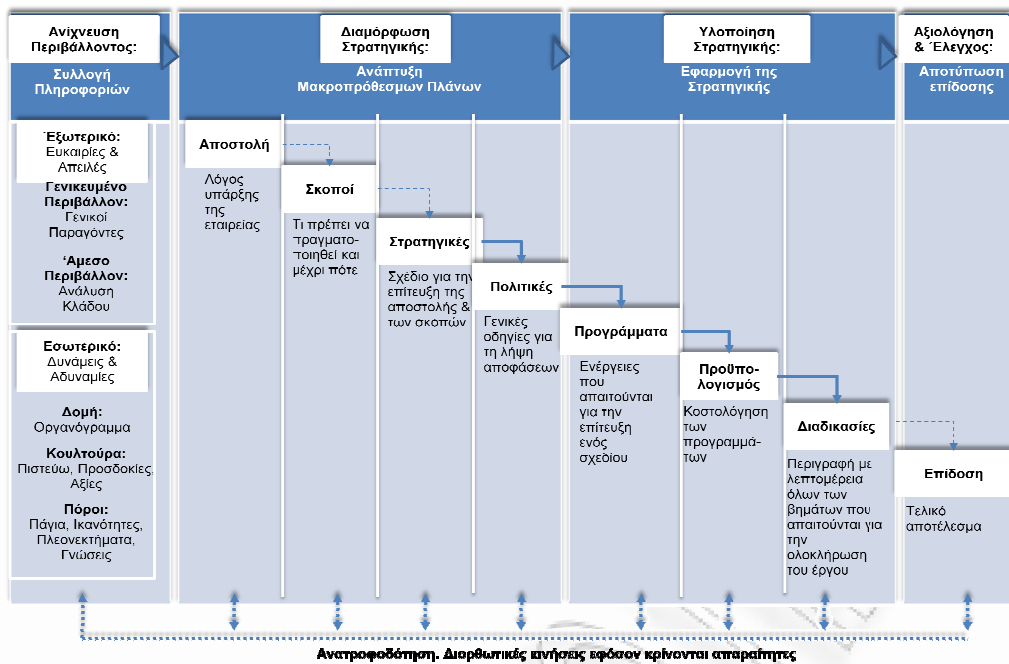 Ανίχνευση
Περιβάλλοντος:
Συλλογή
Πληροφοριών
Διαμόρφωση
Στρατηγικής:
Ανάπτυξη
Μακροπρόθεσμων Πλάνων
Υλοποίηση
Στρατηγικής:
Εφαρμογή της
Στρατηγικής
Αξιολόγηση
& Έλεγχος:
Αποτύπωση
επίδοσης
Έξωτερικό:
Ευκαιρίες &
Απειλές
Γενικευμένο
Περιβάλλον:
Γενικοί
Παραγόντες
‘Αμεσο
Περιβάλλον:
Ανάλυση
Κλάδου
Εσωτερικό:
Δυνάμεις &
Αδυναμίες
Δομή:
Οργανόγραμμα
Κουλτούρα:
Πιστεύω, Προσδοκίες,
Αξίες
Πόροι:
Πάγια, Ικανότητες,
Πλεονεκτήματα,
Γνώσεις
Αποστολή
Λόγος
υπάρξης
της
εταιρείας
Σκοποί
Τι πρέπει να
πραγματο-
ποιηθεί και
μέχρι πότε
Στρατηγικές
Σχέδιο για την
επίτευξη της
αποστολής &
των σκοπών
Πολιτικές
Γενικές
οδηγίες για
τη λήψη
αποφάσεων
Προγράμματα
Ενέργειες
που
απαιτούνται
για την
επίτευξη
ενός
σχεδίου
Προϋπο-
λογισμός
Κοστολόγηση
των
προγραμμά-
των
Διαδικασίες
Περιγραφή με
λεπτομέρεια
όλων των
βημάτων που
απαιτούνται για
την
ολοκλήρωση
του έργου
Επίδοση
Τελικό
αποτέλεσμα
Ανατροφοδότηση. Διορθωτικές κινήσεις εφόσον κρίνονται απαραίτητες